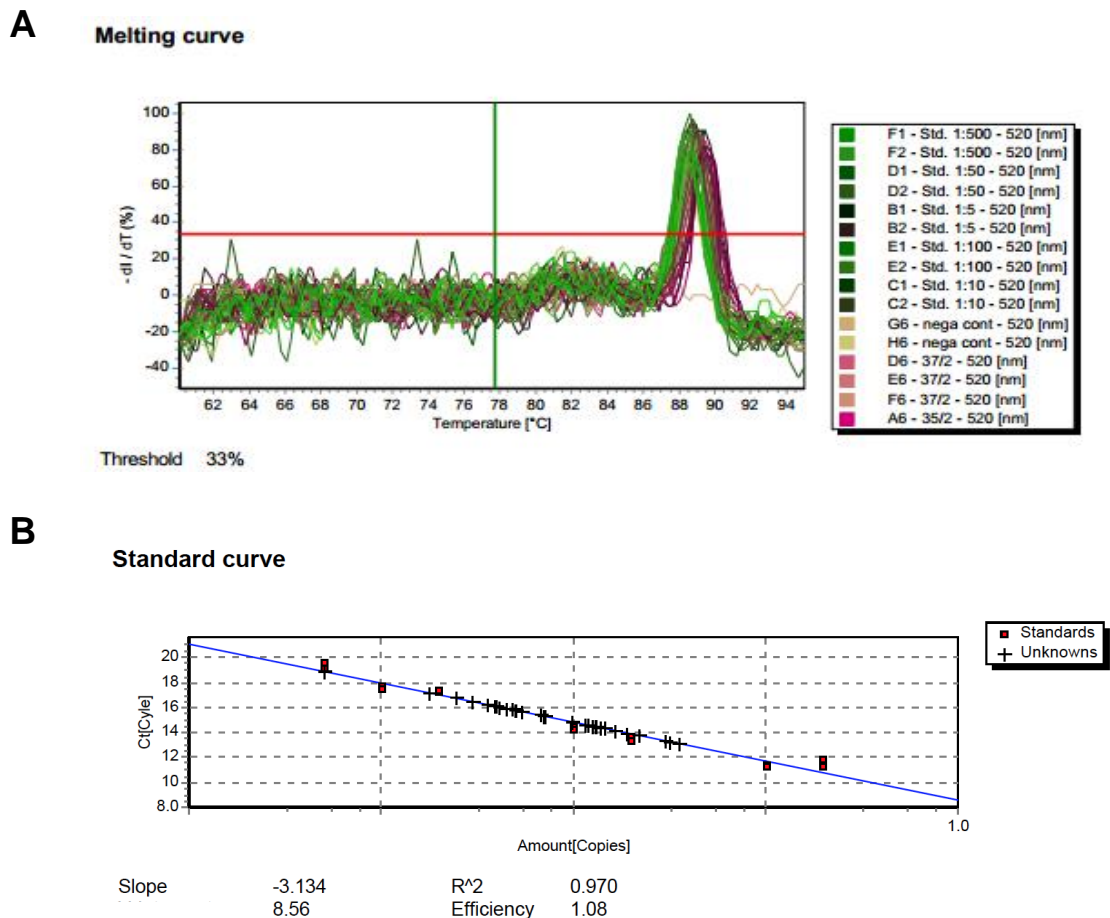 A
Melting curve
- dI / dT (%)
100
80
60
40
20
0
-20
-40
62 64 66 68 70 72 74 76 78 80 82 84 86 88 90 92 94
Temperature [°C]
F1 - Std. 1:500 - 520 [nm]
F2 - Std. 1:500 - 520 [nm]
D1 - Std. 1:50 - 520 [nm]
D2 - Std. 1:50 - 520 [nm]
B1 - Std. 1:5 - 520 [nm]
B2 - Std. 1:5 - 520 [nm]
E1 - Std. 1:100 - 520 [nm]
E2 - Std. 1:100 - 520 [nm]
C1 - Std. 1:10 - 520 [nm]
C2 - Std. 1:10 - 520 [nm]
G6 - nega cont - 520 [nm]
H6 - nega cont - 520 [nm]
D6 - 37/2 - 520 [nm]
E6 - 37/2 - 520 [nm]
F6 - 37/2 - 520 [nm]
A6 - 35/2 - 520 [nm]
Threshold 33%
B
Standard curve
Ct[Cyle]
20
18
16
14
12
10
8.0
1.0
Amount[Copies]
Standards
Unknowns
Slope -3.134 R^2 0.970
8.56 Efficiency 1.08